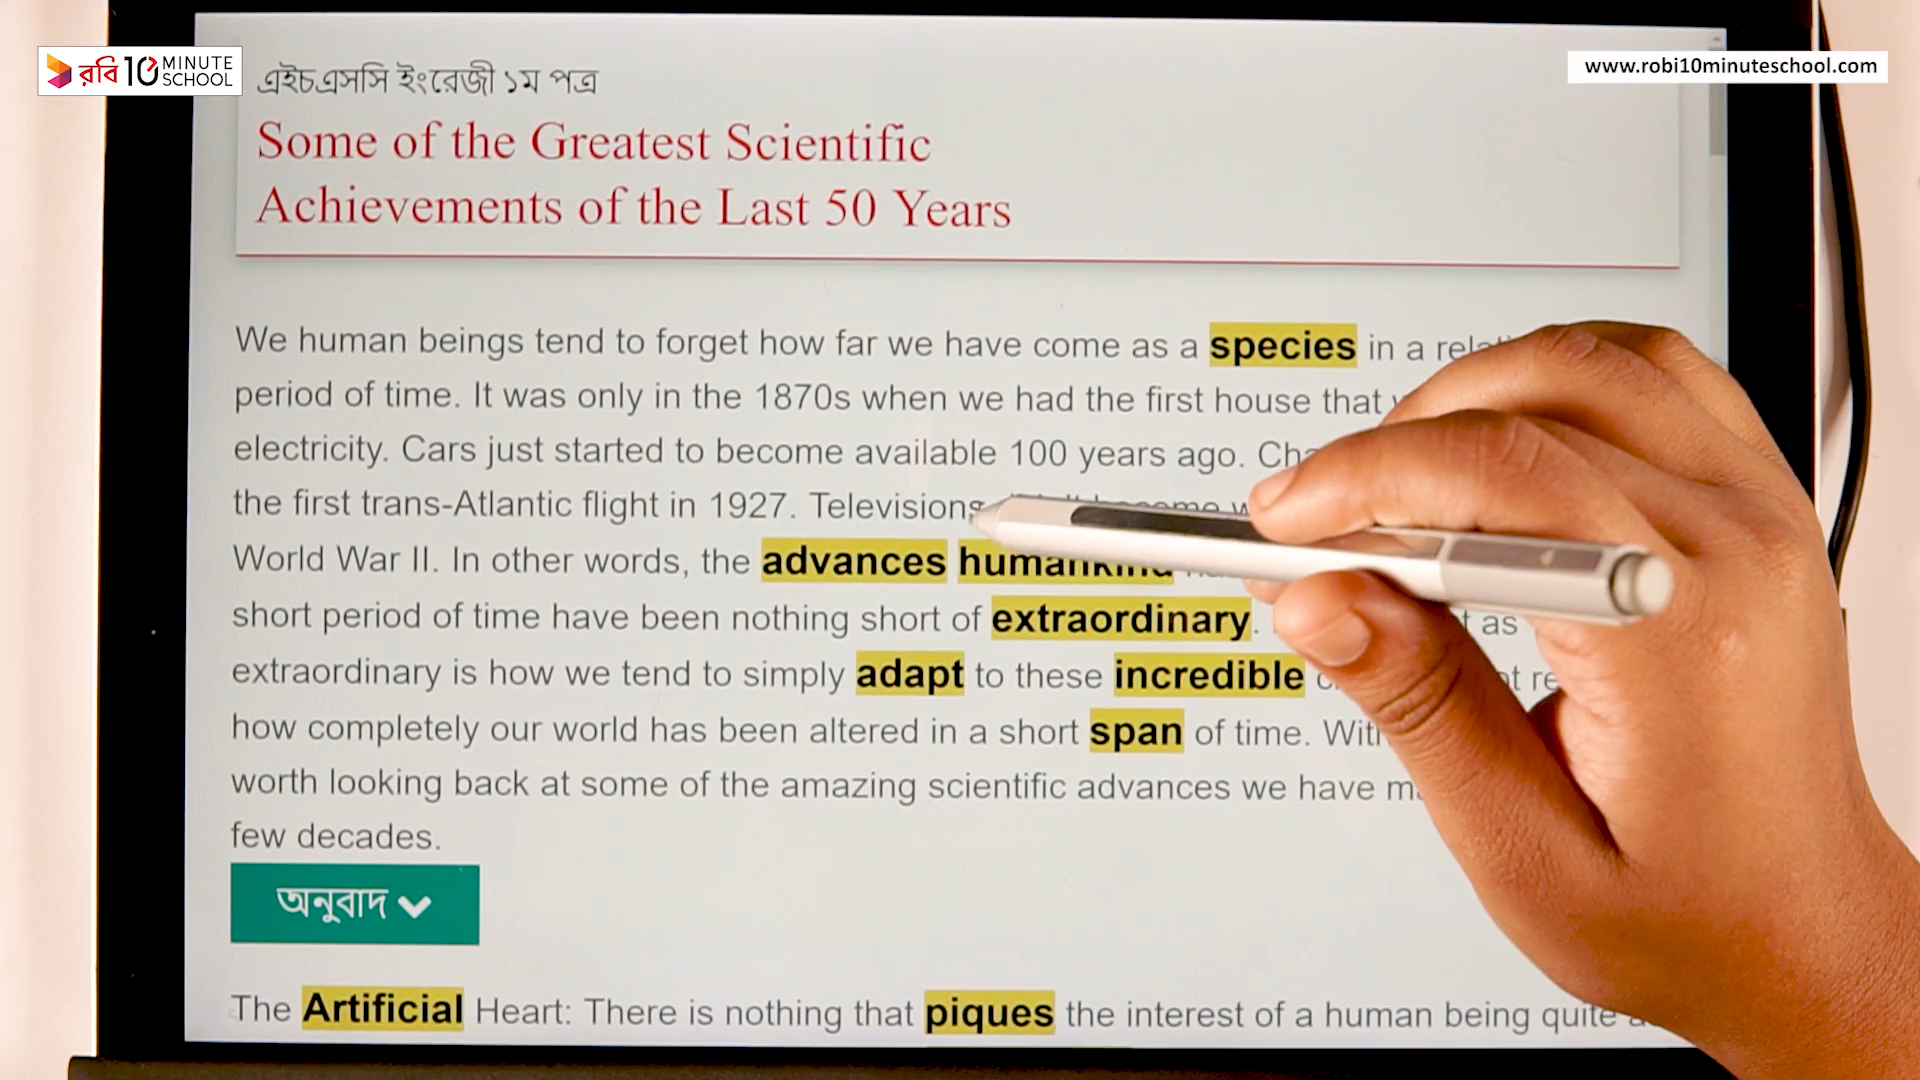 রবি 10 MINUTE SCHOOL
www.robi10minuteschool.com
এইচএসসি ইংরেজী ১ম পত্র
Some of the Greatest Scientific
Achievements of the Last 50 Years
We human beings tend to forget how far we have come as a species in a
period of time. It was only in the 1870s when we had the first house that
electricity. Cars just started to become available 100 years ago.
the first trans-Atlantic flight in 1927. Televisions
World War II. In other words, the advances humankind
short period of time have been nothing short of extraordinary. as
extraordinary is how we tend to simply adapt to these incredible
how completely our world has been altered in a short span of time.
worth looking back at some of the amazing scientific advances we have
few decades.
অনুবাদ
The Artificial Heart: There is nothing that piques the interest of a human being quite